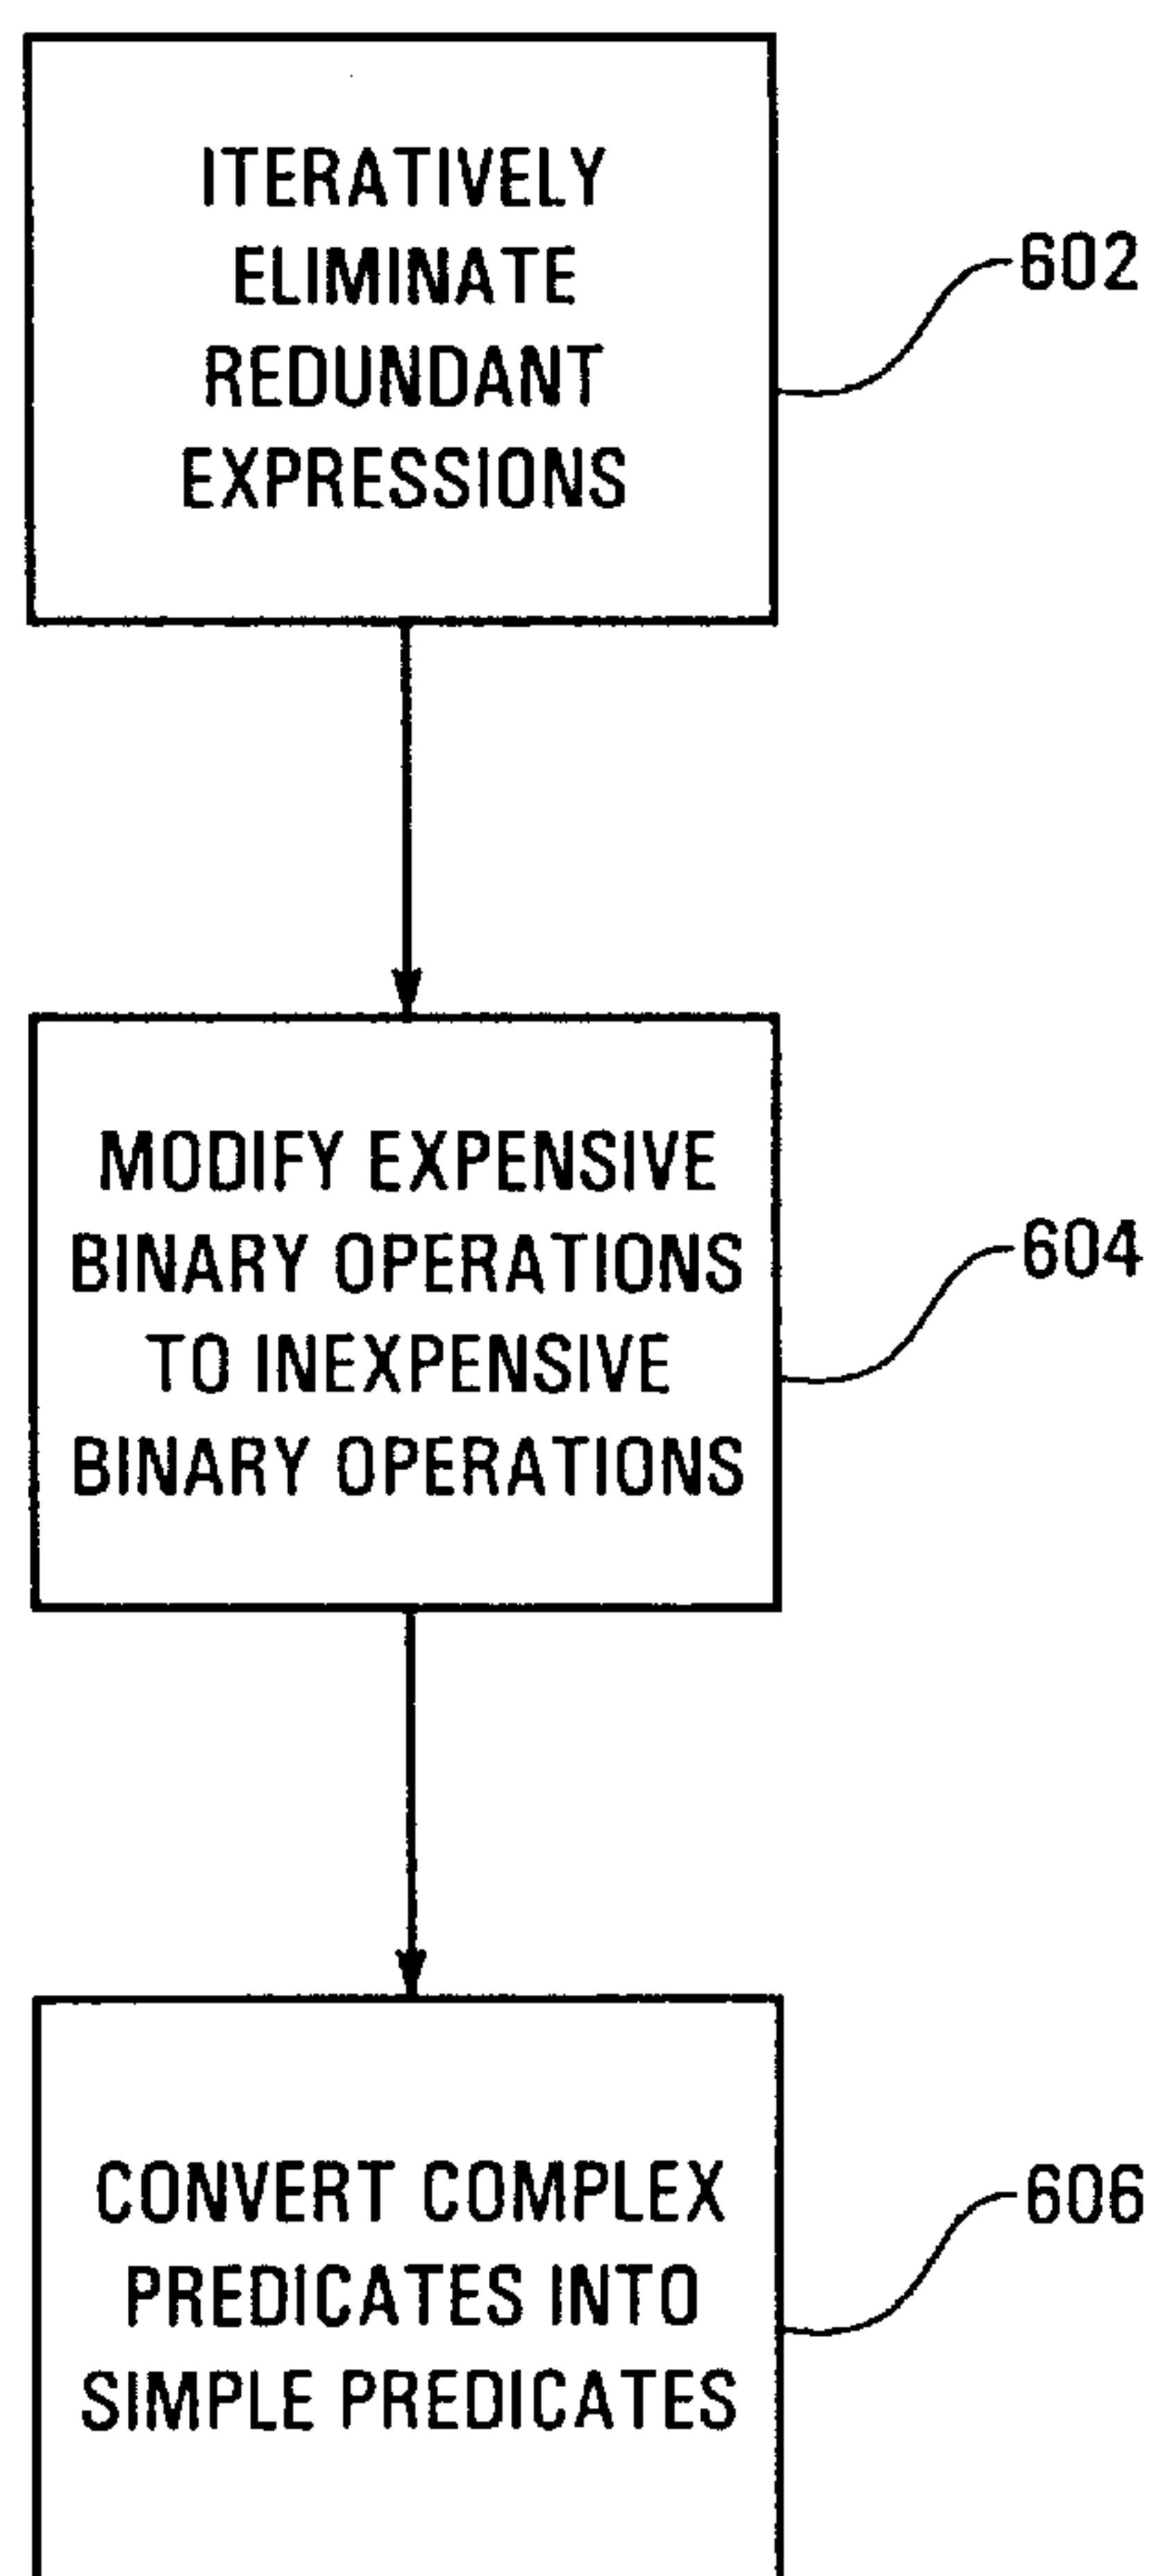 ITERATIVELY
ELIMINATE
REDUNDANT
EXPRESSIONS
602
MODIFY EXPENSIVE
BINARY OPERATIONS
TO INEXPENSIVE
BINARY OPERATIONS
604
CONVERT COMPLEX
PREDICATES INTO
SIMPLE PREDICATES
606